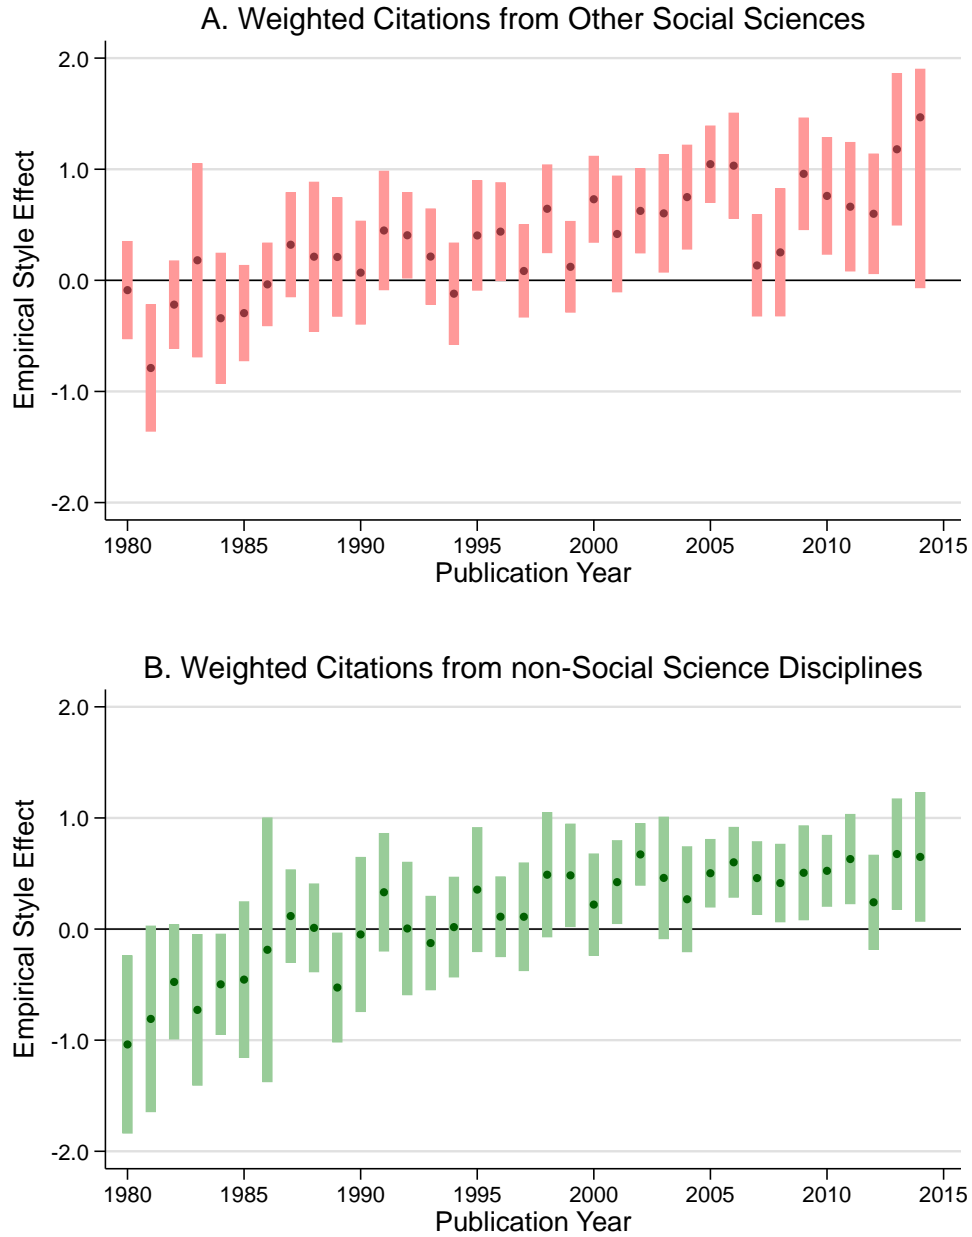 A. Weighted Citations from Other Social Sciences
2.0
1.0
0.0
-1.0
-2.0
Empirical Style Effect
1980 1985 1990 1995 2000 2005 2010 2015
Publication Year
B. Weighted Citations from non-Social Science Disciplines
2.0
1.0
0.0
-1.0
-2.0
Empirical Style Effect
1980 1985 1990 1995 2000 2005 2010 2015
Publication Year